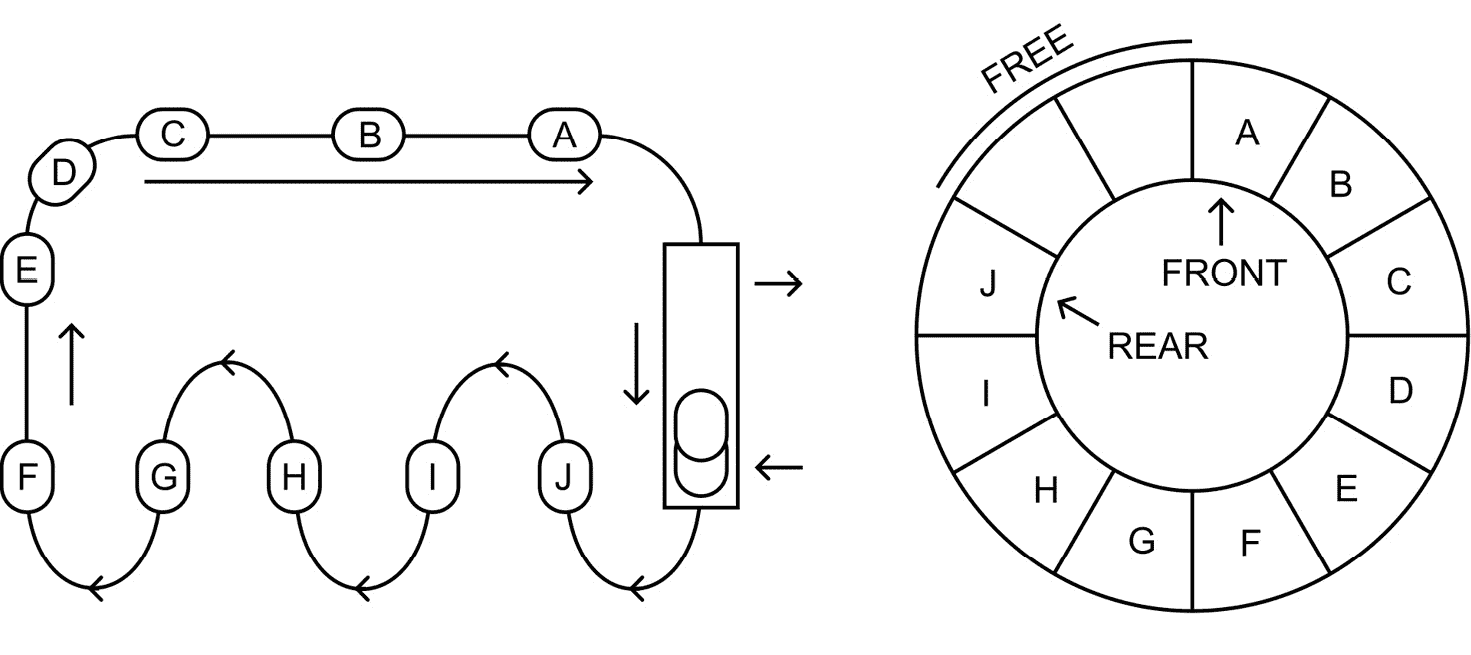 C B A
D
E
F G H I J
FREE
A
B
FRONT
J C
REAR
I D
H E
G F